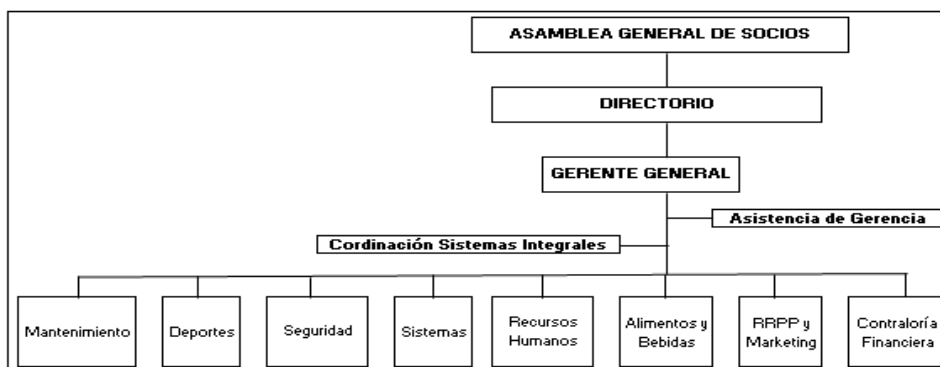 ASAMBLEA GENERAL DE SOCIOS
DIRECTORIO
GERENTE GENERAL
Asistencia de Gerencia
Cordinación Sistemas Integrales
Mantenimiento
Deportes
Seguridad
Sistemas
Recursos
Humanos
Alimentos y
Bebidas
RRPP y
Marketing
Contraloría
Financiera